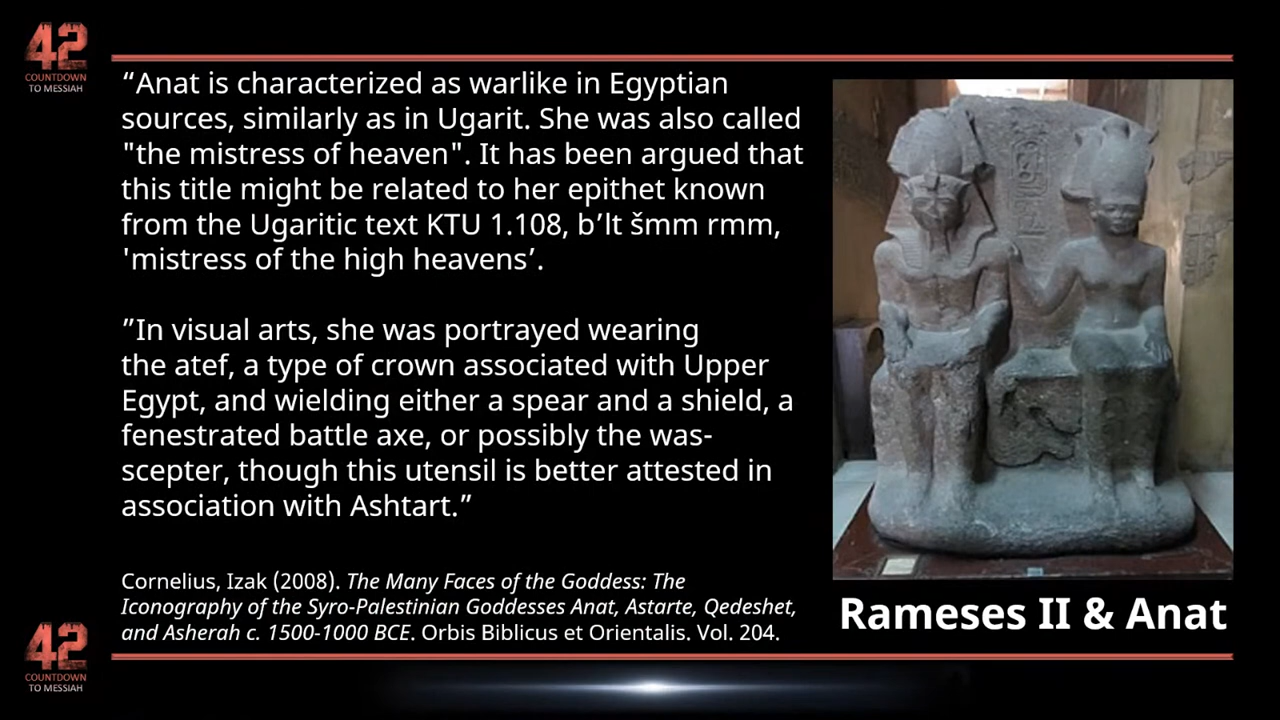 42
COUNTDOWN
TO MESSIAH
“Anat is characterized as warlike in Egyptian
sources, similarly as in Ugarit. She was also called
"the mistress of heaven". It has been argued that
this title might be related to her epithet known
from the Ugaritic text KTU 1.108, b’lt šmm rmm,
'mistress of the high heavens’.
”In visual arts, she was portrayed wearing
the atef, a type of crown associated with Upper
Egypt, and wielding either a spear and a shield, a
fenestrated battle axe, or possibly the was-
scepter, though this utensil is better attested in
association with Ashtart.”
Cornelius, Izak (2008). The Many Faces of the Goddess: The
Iconography of the Syro-Palestinian Goddesses Anat, Astarte, Qedeshet,
and Asherah c. 1500-1000 BCE. Orbis Biblicus et Orientalis. Vol. 204.
Rameses II & Anat
42
COUNTDOWN
TO MESSIAH